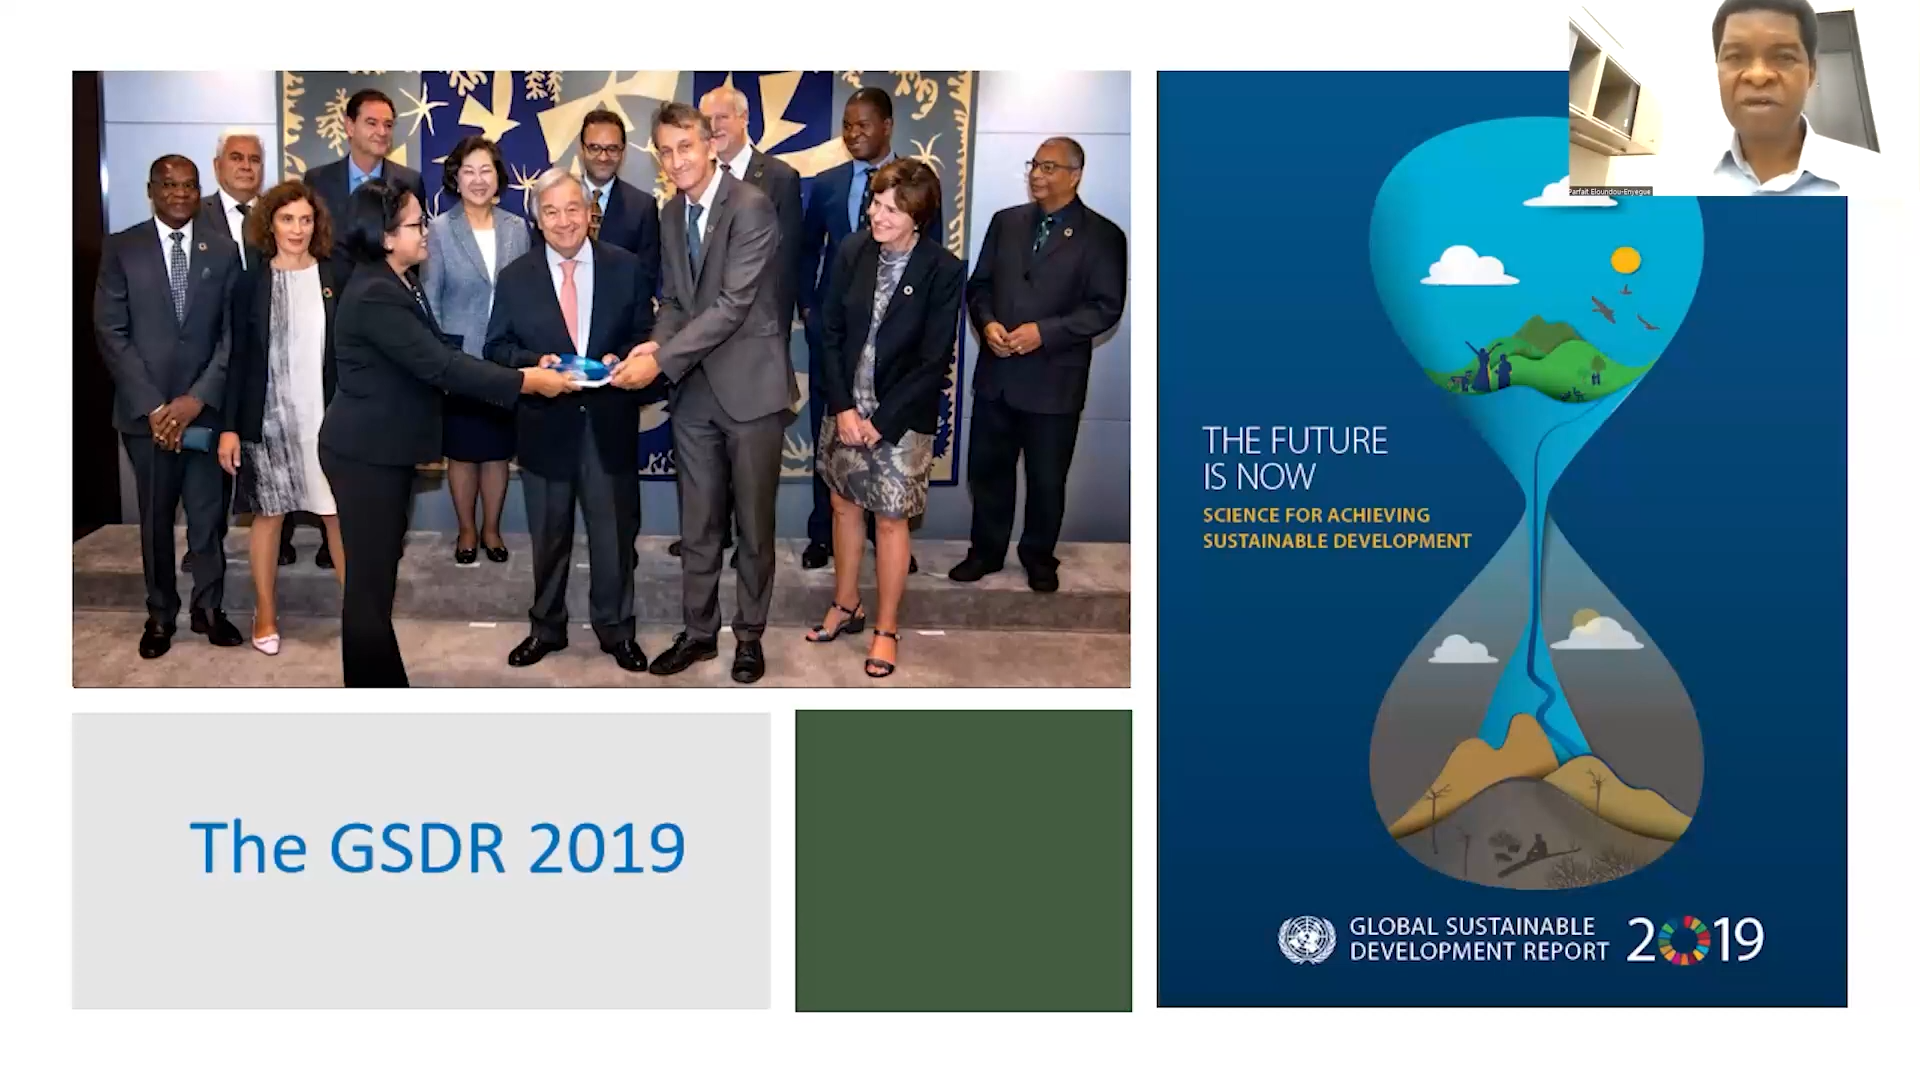 Parfait Eloundou-Enyegue
THE FUTURE
IS NOW
SCIENCE FOR ACHIEVING
SUSTAINABLE DEVELOPMENT
The GSDR 2019
GLOBAL SUSTAINABLE
DEVELOPMENT REPORT 2019